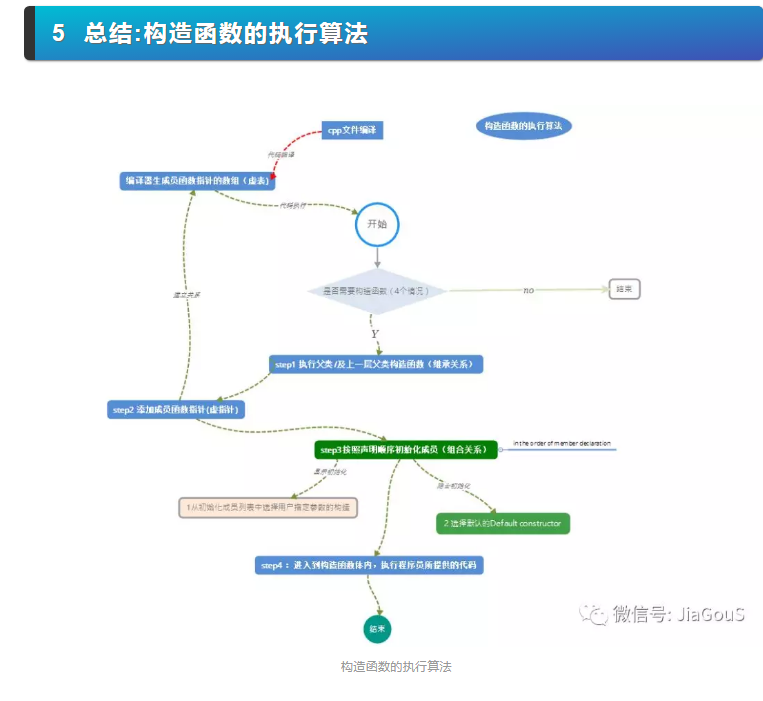 5 总结:构造函数的执行算法
cpp文件编译
构造函数的执行算法
代码编译
编译器生成员函数指针的数组（虚表）
代码执行
开始
是否需要构造函数（4个情况）
no
结束
建立关系
Y
step1 执行父类/及上一层父类构造函数（继承关系）
step2 添加成员函数指针(虚指针)
step3按照声明顺序初始化成员（组合关系）
in the order of member declaration
显示初始化
隐含初始化
1从初始化成员列表中选择用户指定参数的构造
2 选择默认的Default constructor
step4：进入到构造函数体内，执行程序员所提供的代码
结束
微信号: JiaGouS
构造函数的执行算法